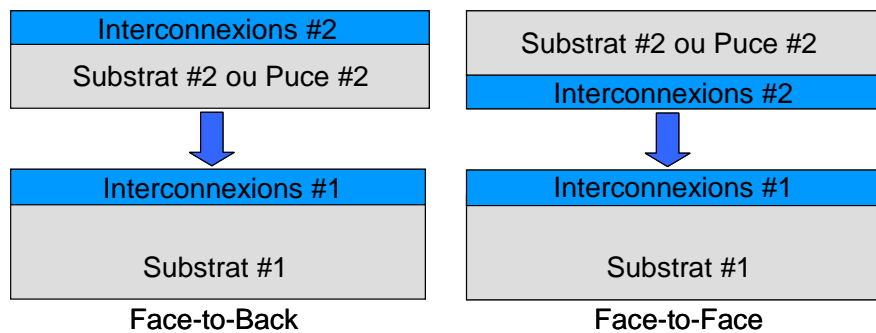 Interconnexions #2
Substrat #2 ou Puce #2
Interconnexions #1
Substrat #1
Face-to-Back
Substrat #2 ou Puce #2
Interconnexions #2
Interconnexions #1
Substrat #1
Face-to-Face